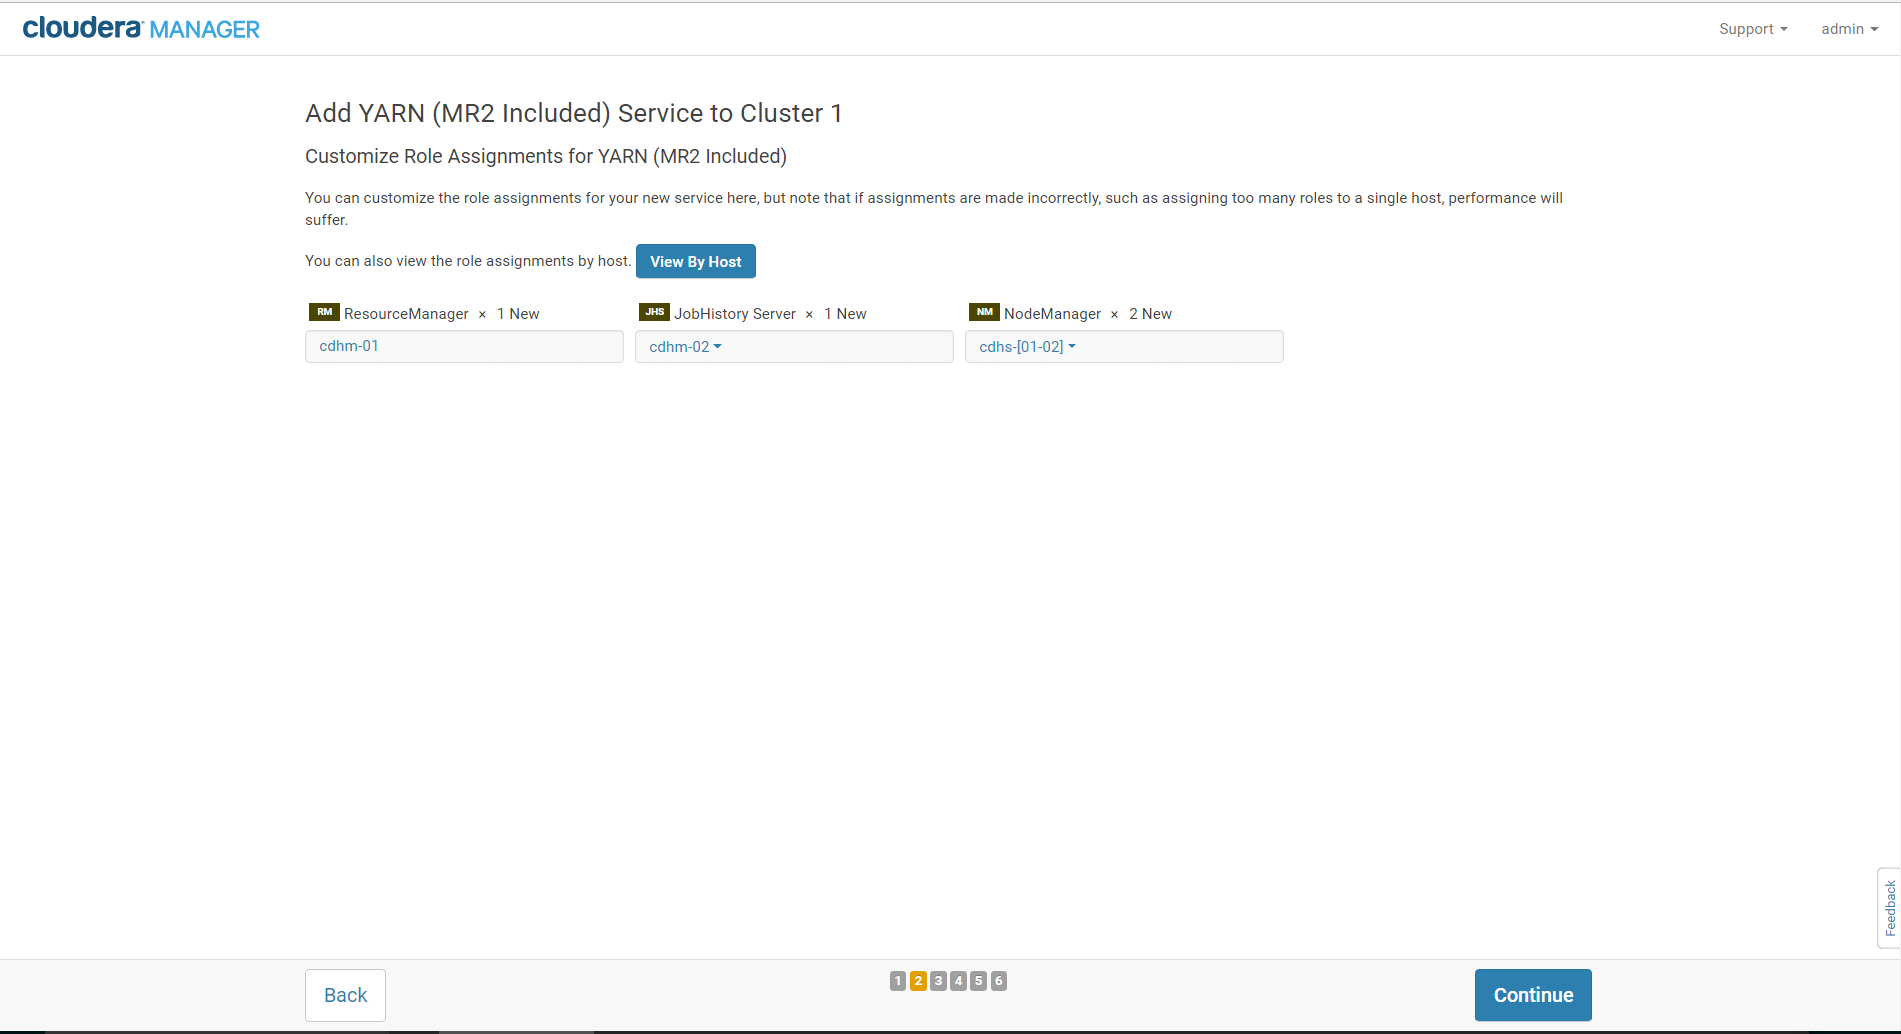 cloudera MANAGER
Support
admin
Add YARN (MR2 Included) Service to Cluster 1
Customize Role Assignments for YARN (MR2 Included)
You can customize the role assignments for your new service here, but note that if assignments are made incorrectly, such as assigning too many roles to a single host, performance will
suffer.
You can also view the role assignments by host. View By Host
RM ResourceManager × 1 New
cdhm-01
JHS JobHistory Server × 1 New
cdhm-02
NM NodeManager × 2 New
cdhs-[01-02]
Feedback
Back
1 2 3 4 5 6
Continue